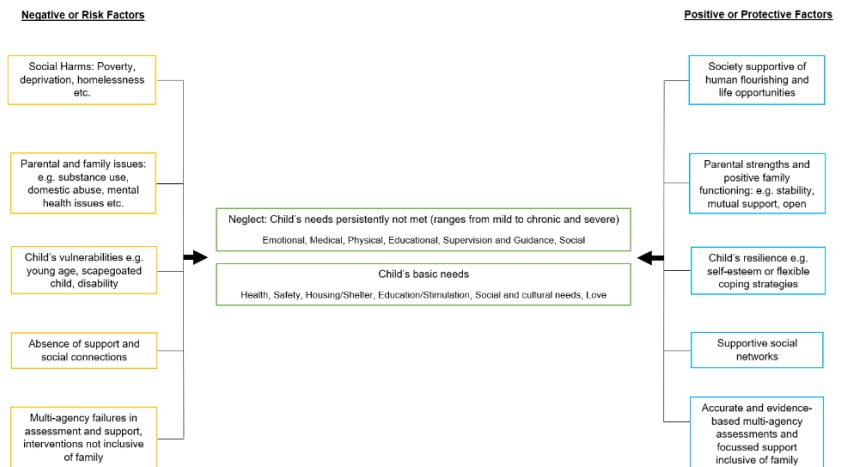 Negative or Risk Factors
Social Harms: Poverty,
deprivation, homelessness
etc.
Parental and family issues:
e.g. substance use,
domestic abuse, mental
health issues etc.
Child's vulnerabilities e.g.
young age, scapegoated
child, disability
Absence of support and
social connections
Multi-agency failures in
assessment and support,
interventions not inclusive
of family
Neglect: Child's needs persistently not met (ranges from mild to chronic and severe)
Emotional, Medical, Physical, Educational, Supervision and Guidance, Social
Child's basic needs
Health, Safety, Housing/Shelter, Education/Stimulation, Social and cultural needs, Love
Positive or Protective Factors
Society supportive of
human flourishing and
life opportunities
Parental strengths and
positive family
functioning: e.g. stability,
mutual support, open
Child's resilience e.g.
self-esteem or flexible
coping strategies
Supportive social
networks
Accurate and evidence-
based multi-agency
assessments and
focussed support
inclusive of family